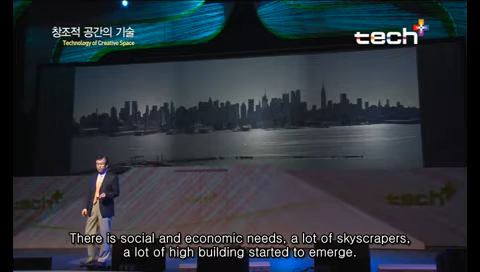 창조적 공간의 기술
Technology of Creative Space
tech+
tech+
There is social and economic needs, a lot of skyscrapers,
a lot of high building started to emerge.